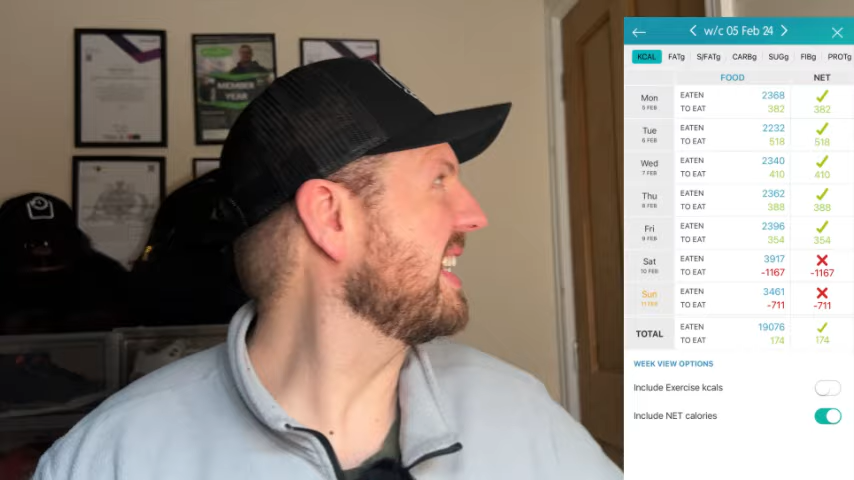 MEMBER
YEAR
← < w/c 05 Feb 24 > ×
KCAL FATg S/FATg CARBg SUGg FIBg PROTg
FOOD NET
Mon EATEN 2368 ✓
5 FEB TO EAT 382 382
Tue EATEN 2232 ✓
6 FEB TO EAT 518 518
Wed EATEN 2340 ✓
7 FEB TO EAT 410 410
Thu EATEN 2362 ✓
8 FEB TO EAT 388 388
Fri EATEN 2396 ✓
9 FEB TO EAT 354 354
Sat EATEN 3917 ×
10 FEB TO EAT -1167 -1167
Sun EATEN 3461 ×
11 FEB TO EAT -711 -711
TOTAL EATEN 19076 ✓
TO EAT 174 174
WEEK VIEW OPTIONS
Include Exercise kcals
Include NET calories